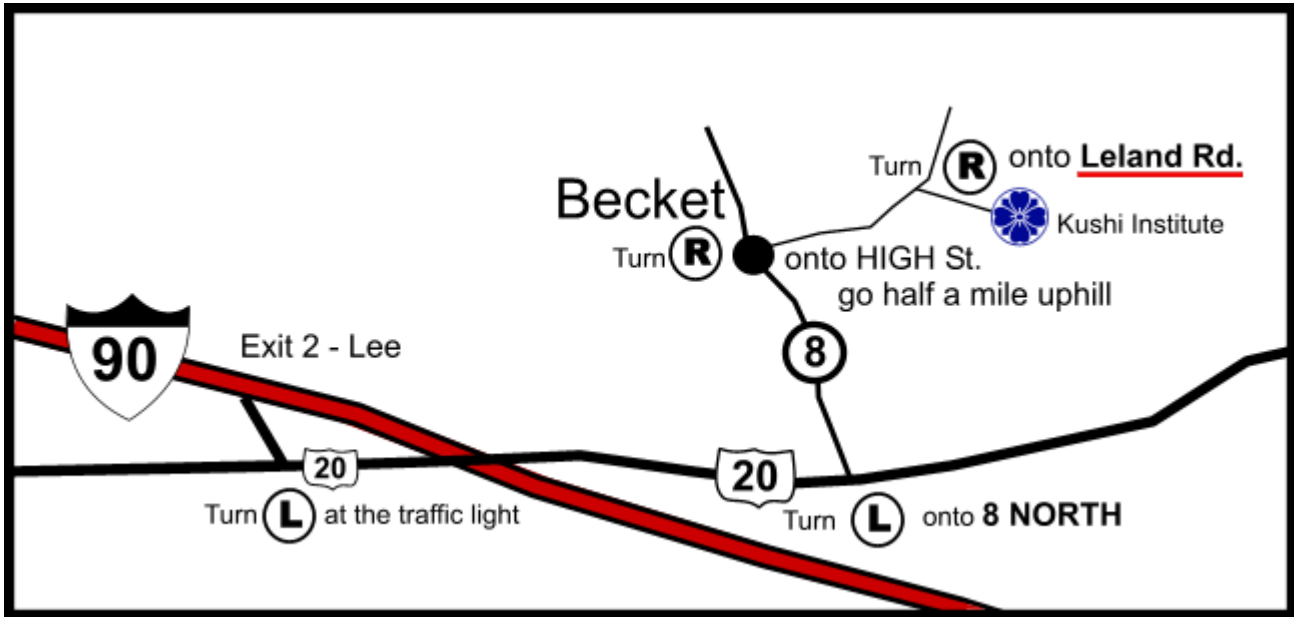 Turn R onto Leland Rd.
Kushi Institute
Becket
Turn R onto HIGH St.
go half a mile uphill
8
90
Exit 2 - Lee
20
Turn L at the traffic light
20
Turn L onto 8 NORTH